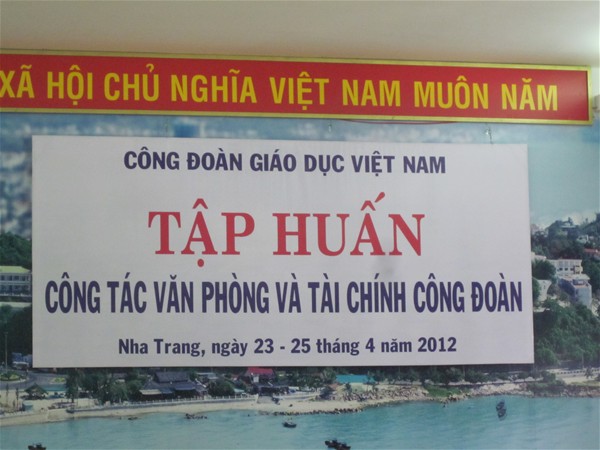 XÃ HỘI CHỦ NGHĨA VIỆT NAM MUÔN NĂM
CÔNG ĐOÀN GIÁO DỤC VIỆT NAM
TẬP HUẤN
CÔNG TÁC VĂN PHÒNG VÀ TÀI CHÍNH CÔNG ĐOÀN
Nha Trang, ngày 23 - 25 tháng 4 năm 2012